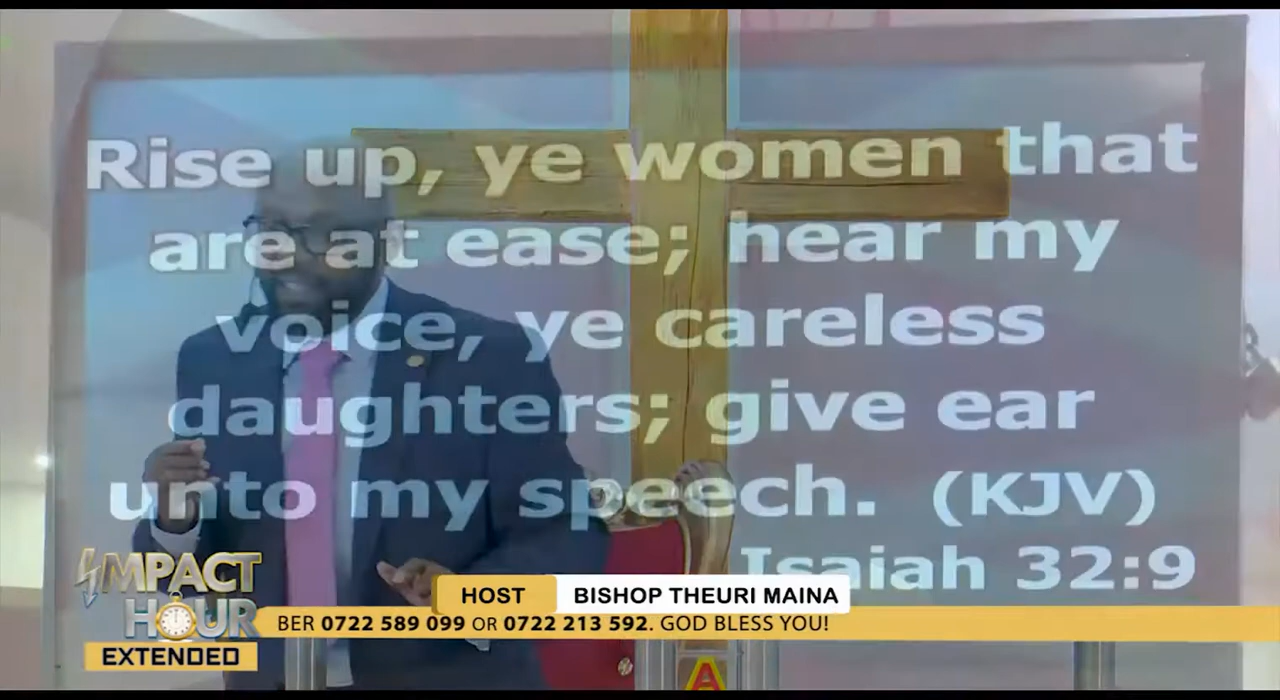 Rise up, ye women that
are at ease; hear my
voice, ye careless
daughters; give ear
unto my speech. (KJV)
Isaiah 32:9
IMPACT
HOUR
EXTENDED
HOST BISHOP THEURI MAINA
BER 0722 589 099 OR 0722 213 592. GOD BLESS YOU!
A